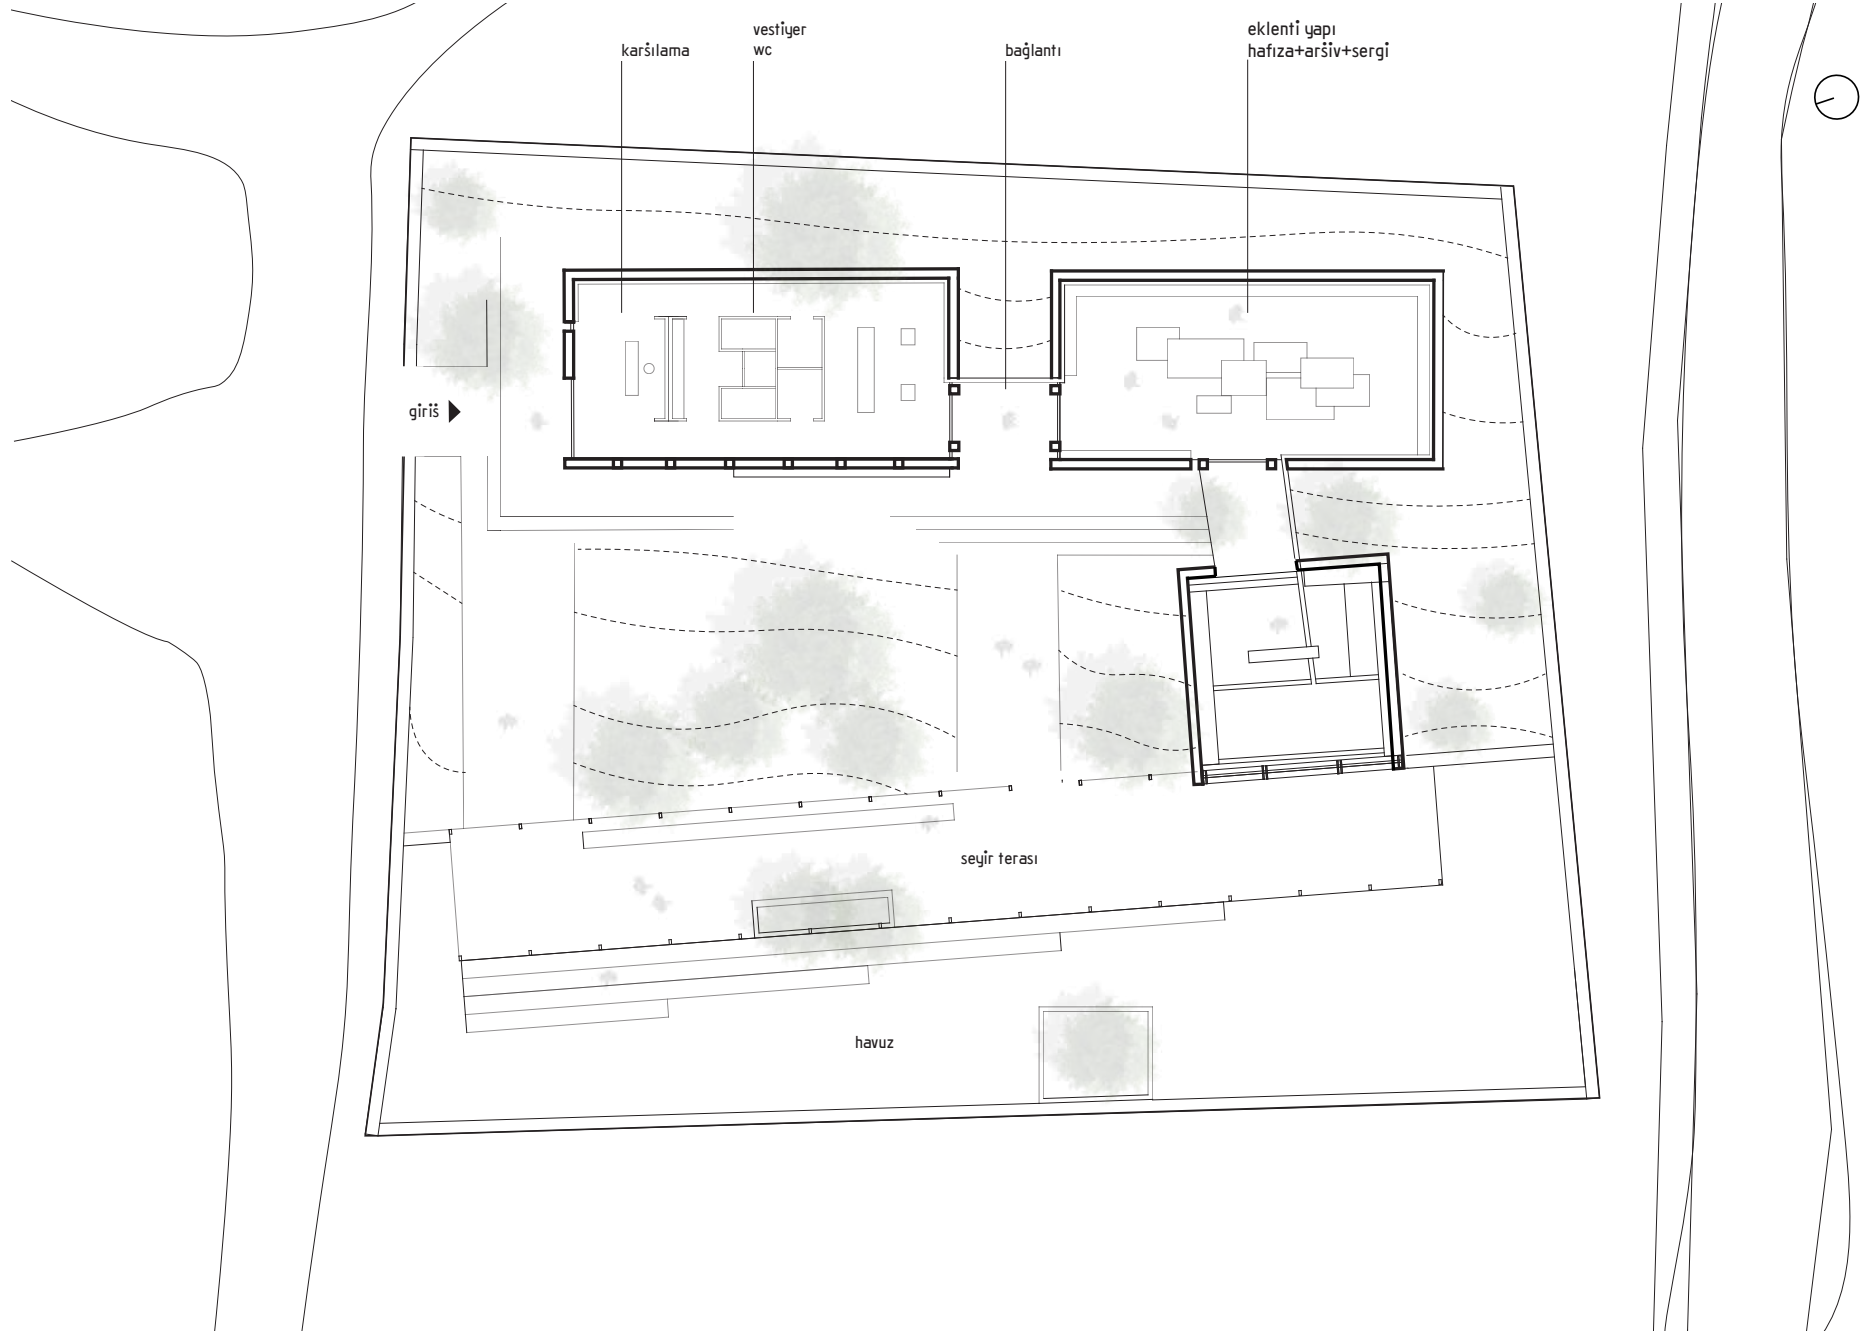 karşılama
vestiyer
wc
bağlantı
eklenti yapı
hafıza+arşiv+sergi
giriş
seyir terası
havuz